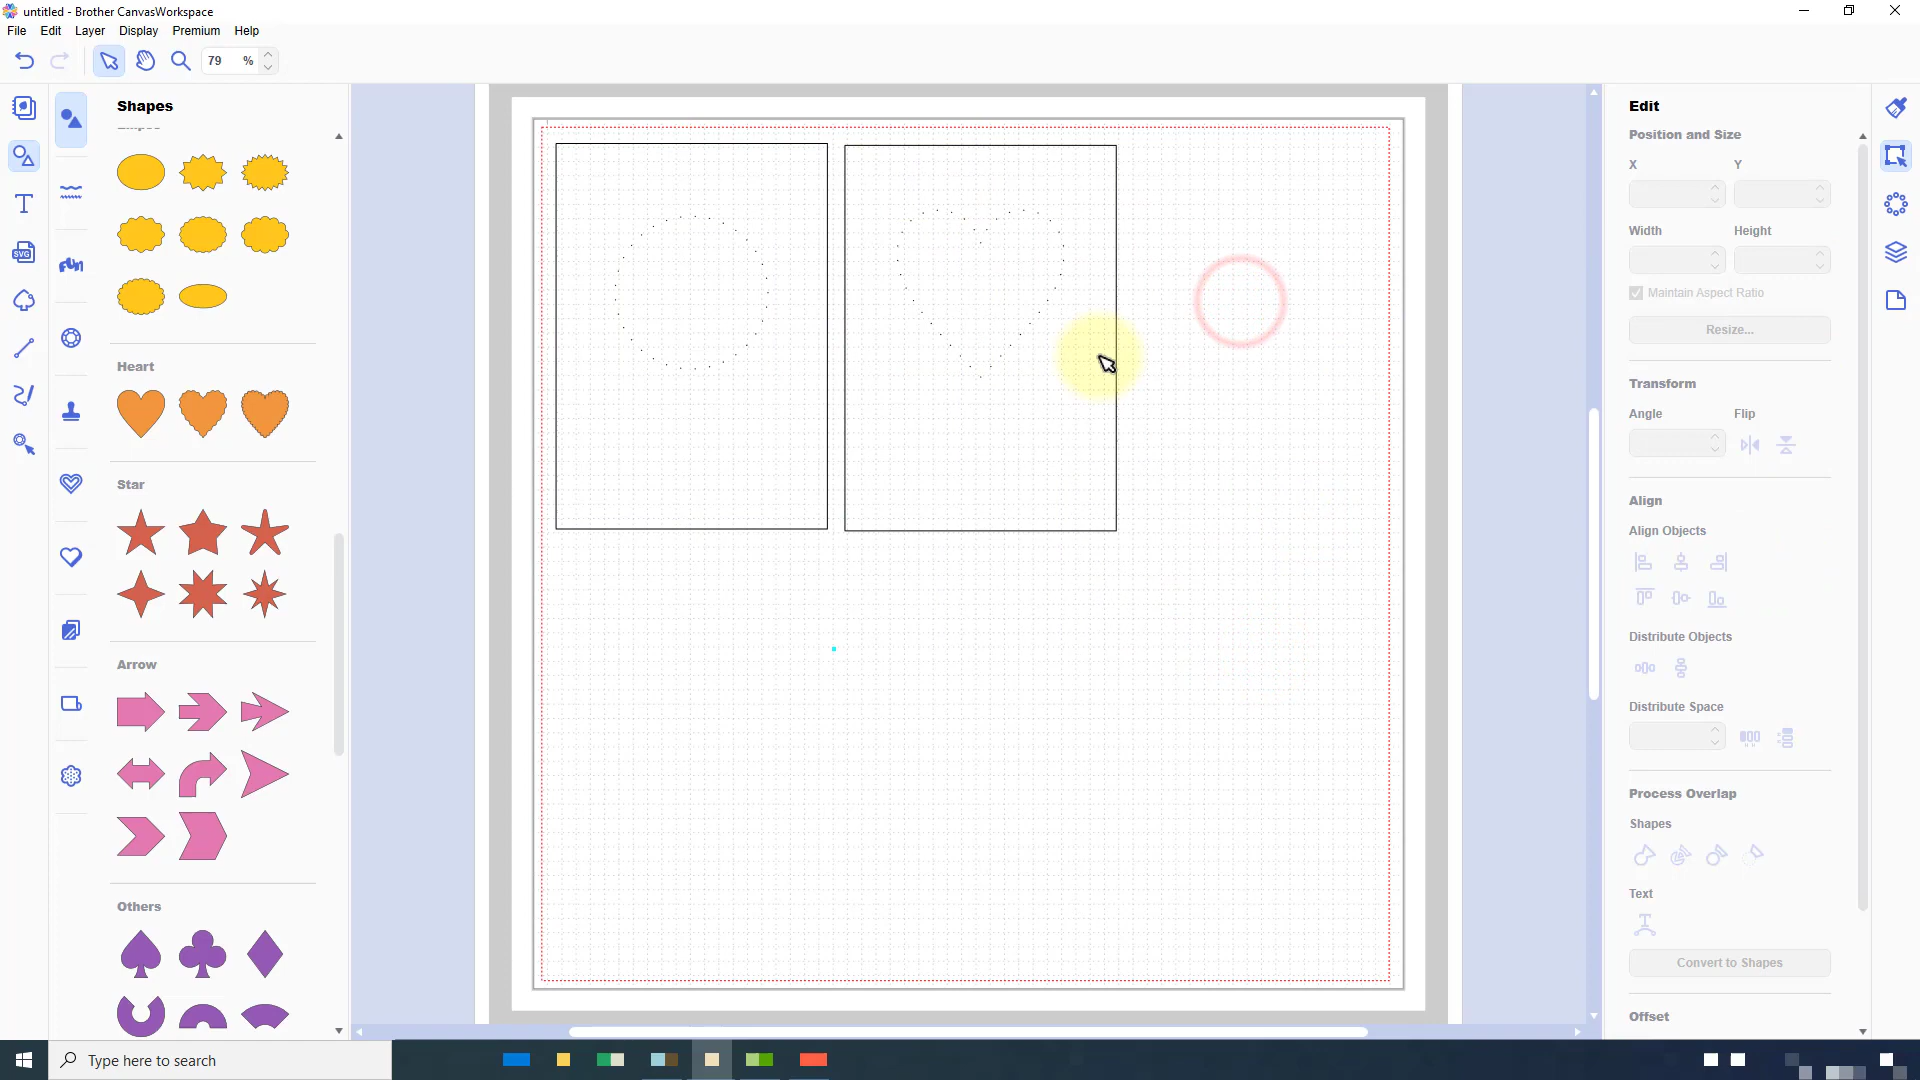 untitled - Brother CanvasWorkspace
File Edit Layer Display Premium Help
79 %
Shapes
Heart
Star
Arrow
Others
Edit
Position and Size
X Y
Width Height
Maintain Aspect Ratio
Resize...
Transform
Angle Flip
Align
Align Objects
Distribute Objects
Distribute Space
Process Overlap
Shapes
Text
Convert to Shapes
Offset
SVG
Fun
Type here to search